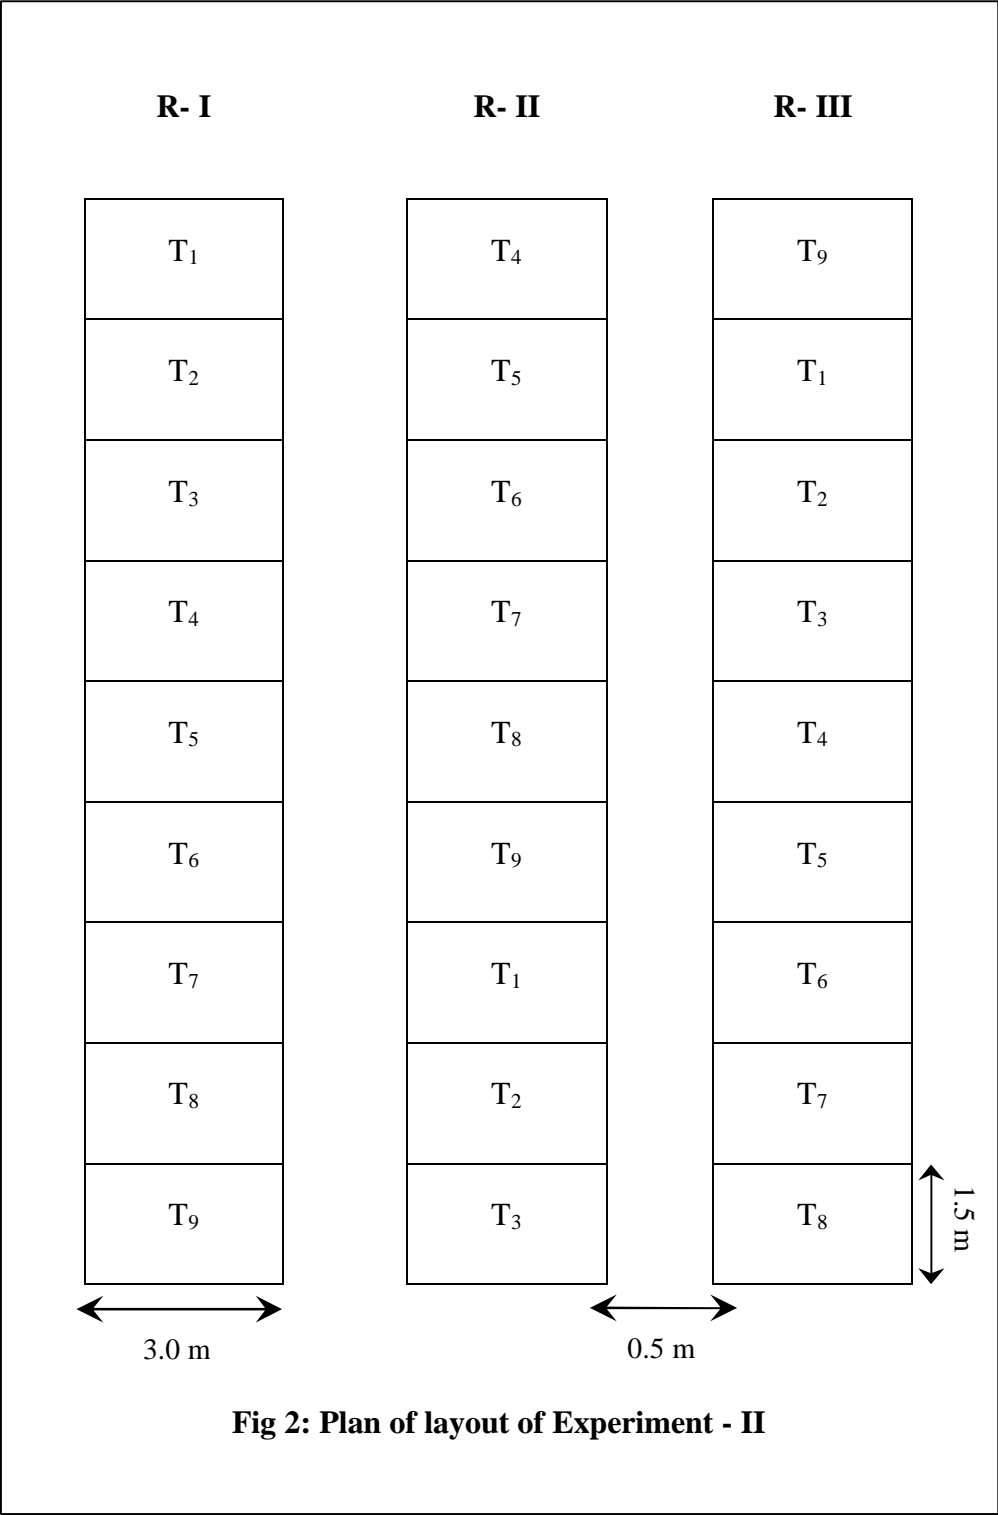 R- I R- II R- III
T₁ T₄ T₉
T₂ T₅ T₁
T₃ T₆ T₂
T₄ T₇ T₃
T₅ T₈ T₄
T₆ T₉ T₅
T₇ T₁ T₆
T₈ T₂ T₇
T₉ T₃ T₈
1.5 m
3.0 m 0.5 m
Fig 2: Plan of layout of Experiment - II